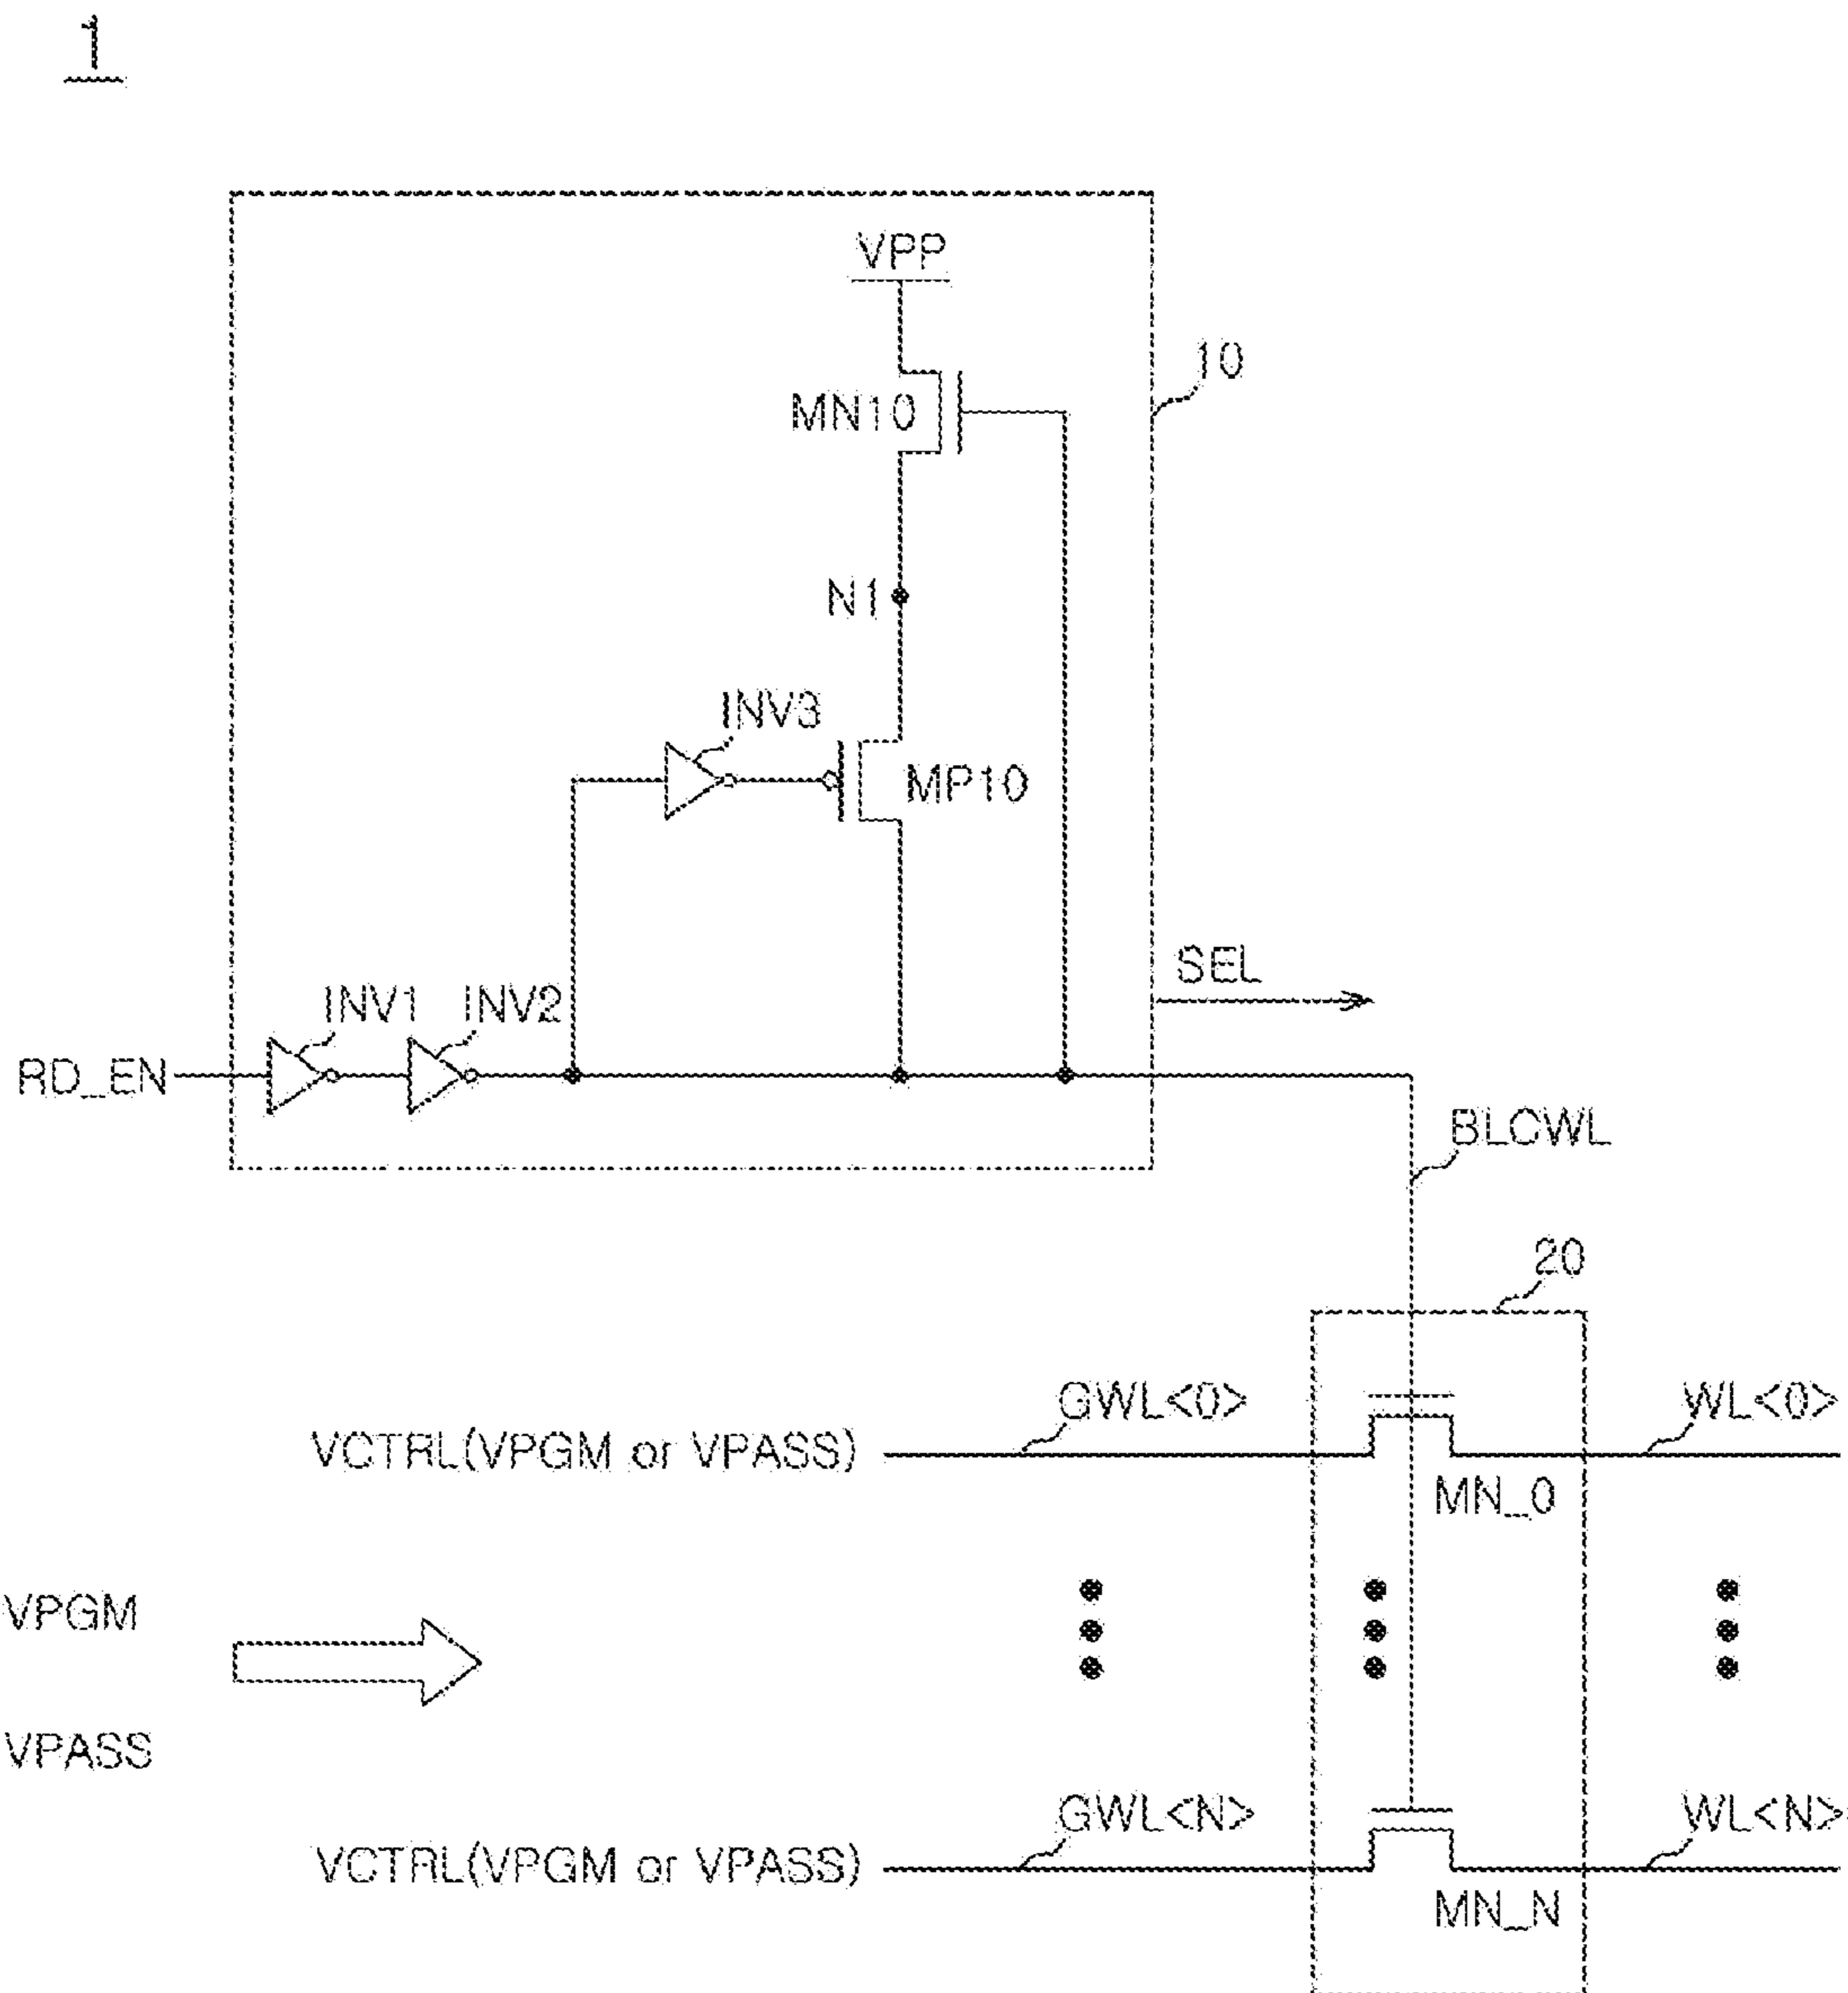 1
VPP
10
MN10
N1
INV3
MP10
SEL
INV1
INV2
RD_EN
BLCWL
20
GWL<0>
WL<0>
VCTRL(VPGM or VPASS)
MN_0
VPGM
VPASS
GWL<N>
WL<N>
VCTRL(VPGM or VPASS)
MN_N